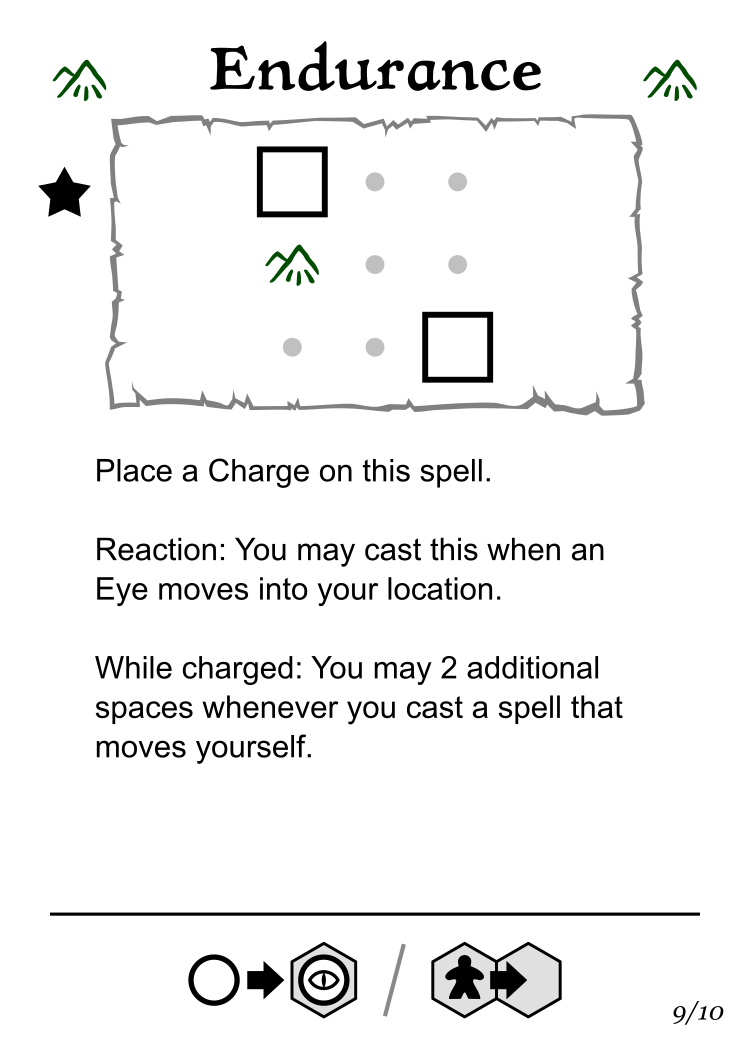 Endurance
Place a Charge on this spell.
Reaction: You may cast this when an
Eye moves into your location.
While charged: You may 2 additional
spaces whenever you cast a spell that
moves yourself.
9/10